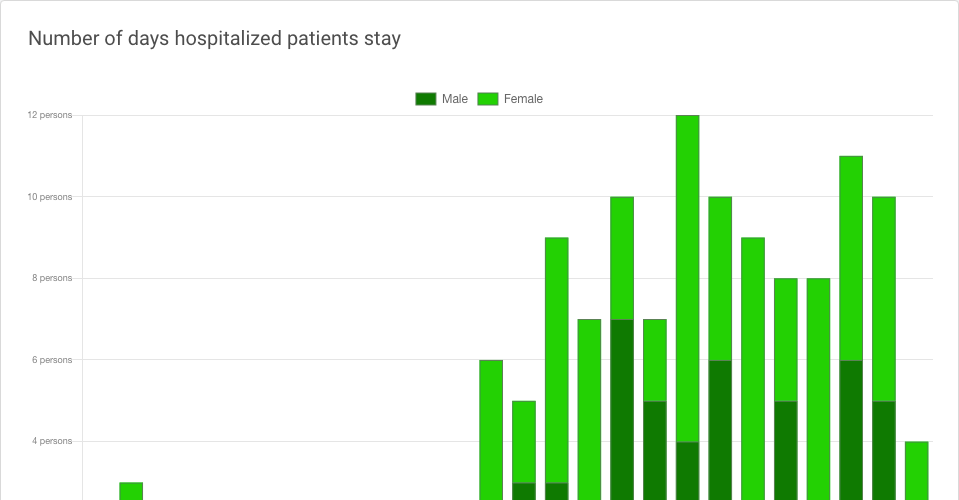 Number of days hospitalized patients stay
Male Female
12 persons
10 persons
8 persons
6 persons
4 persons